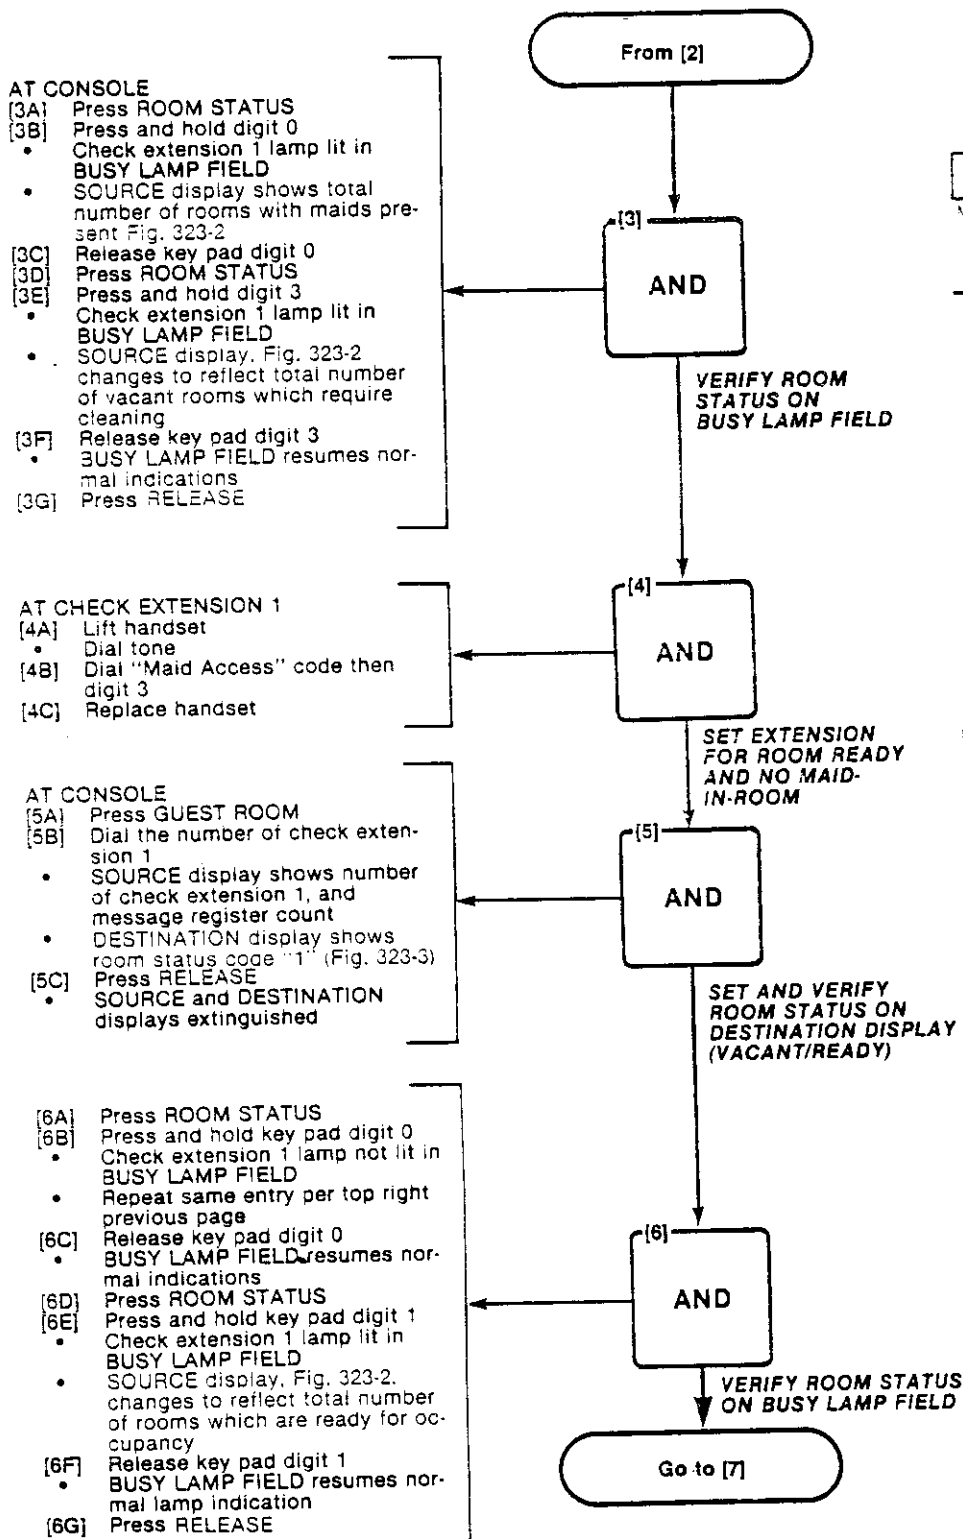 From [2]
AT CONSOLE
[3A] Press ROOM STATUS
[3B] Press and hold digit 0
• Check extension 1 lamp lit in
BUSY LAMP FIELD
• SOURCE display shows total
number of rooms with maids pre-
sent Fig. 323-2
[3C] Release key pad digit 0
[3D] Press ROOM STATUS
[3E] Press and hold digit 3
• Check extension 1 lamp lit in
BUSY LAMP FIELD
• SOURCE display, Fig. 323-2
changes to reflect total number
of vacant rooms which require
cleaning
[3F] Release key pad digit 3
• BUSY LAMP FIELD resumes nor-
mal indications
[3G] Press RELEASE
[3]
AND
VERIFY ROOM
STATUS ON
BUSY LAMP FIELD
AT CHECK EXTENSION 1
[4A] Lift handset
• Dial tone
[4B] Dial "Maid Access" code then
digit 3
[4C] Replace handset
[4]
AND
SET EXTENSION
FOR ROOM READY
AND NO MAID-
IN-ROOM
AT CONSOLE
[5A] Press GUEST ROOM
[5B] Dial the number of check exten-
sion 1
• SOURCE display shows number
of check extension 1, and
message register count
• DESTINATION display shows
room status code "1" (Fig. 323-3)
[5C] Press RELEASE
• SOURCE and DESTINATION
displays extinguished
[5]
AND
SET AND VERIFY
ROOM STATUS ON
DESTINATION DISPLAY
(VACANT/READY)
[6A] Press ROOM STATUS
[6B] Press and hold key pad digit 0
• Check extension 1 lamp not lit in
BUSY LAMP FIELD
• Repeat same entry per top right
previous page
[6C] Release key pad digit 0
• BUSY LAMP FIELD resumes nor-
mal indications
[6D] Press ROOM STATUS
[6E] Press and hold key pad digit 1
• Check extension 1 lamp lit in
BUSY LAMP FIELD
• SOURCE display, Fig. 323-2,
changes to reflect total number
of rooms which are ready for oc-
cupancy
[6F] Release key pad digit 1
• BUSY LAMP FIELD resumes nor-
mal lamp indication
[6G] Press RELEASE
[6]
AND
VERIFY ROOM STATUS
ON BUSY LAMP FIELD
Go to [7]